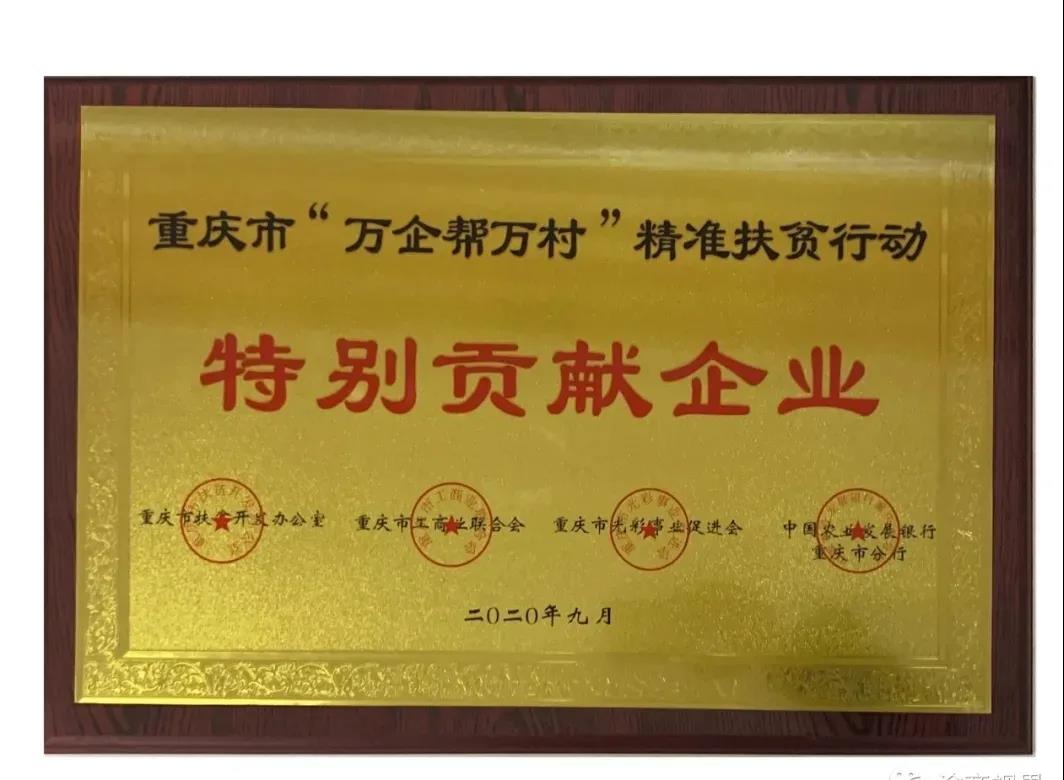 重庆市“万企帮万村”精准扶贫行动
特别贡献企业
重庆市扶贫开发办公室
重庆市工商业联合会
重庆市光彩事业促进会
中国农业发展银行
重庆市分行
二〇二〇年九月